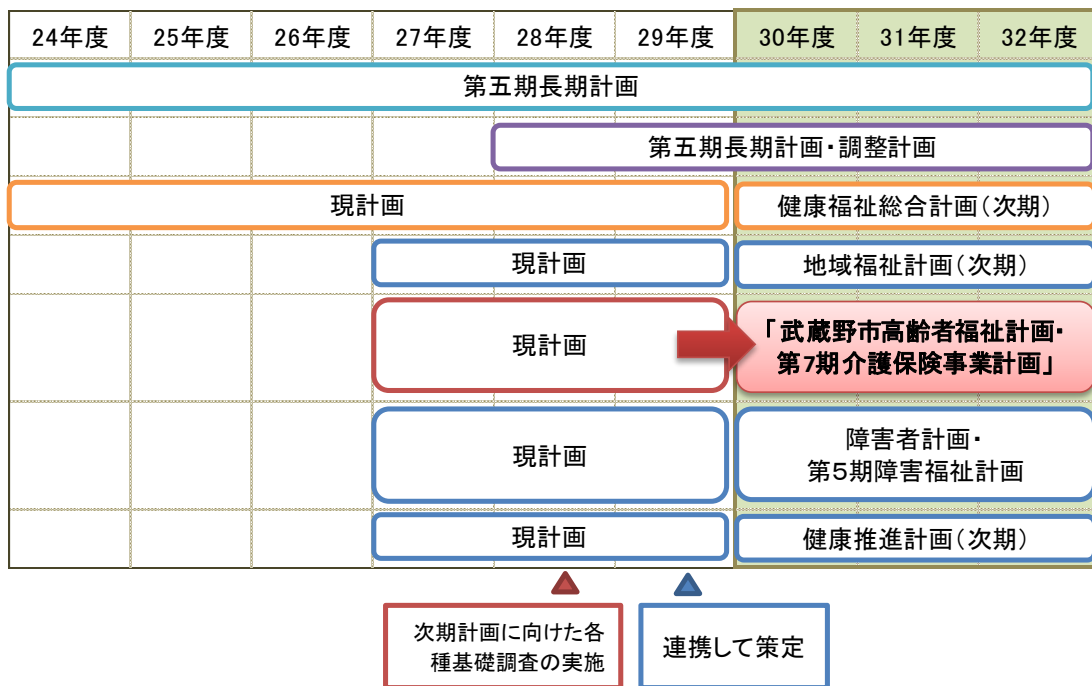 24年度 25年度 26年度 27年度 28年度 29年度 30年度 31年度 32年度
第五期長期計画
第五期長期計画・調整計画
現計画 健康福祉総合計画(次期)
現計画 地域福祉計画(次期)
現計画
「武蔵野市高齢者福祉計画・
第7期介護保険事業計画」
現計画
障害者計画・
第5期障害福祉計画
現計画 健康推進計画(次期)
次期計画に向けた各
種基礎調査の実施
連携して策定